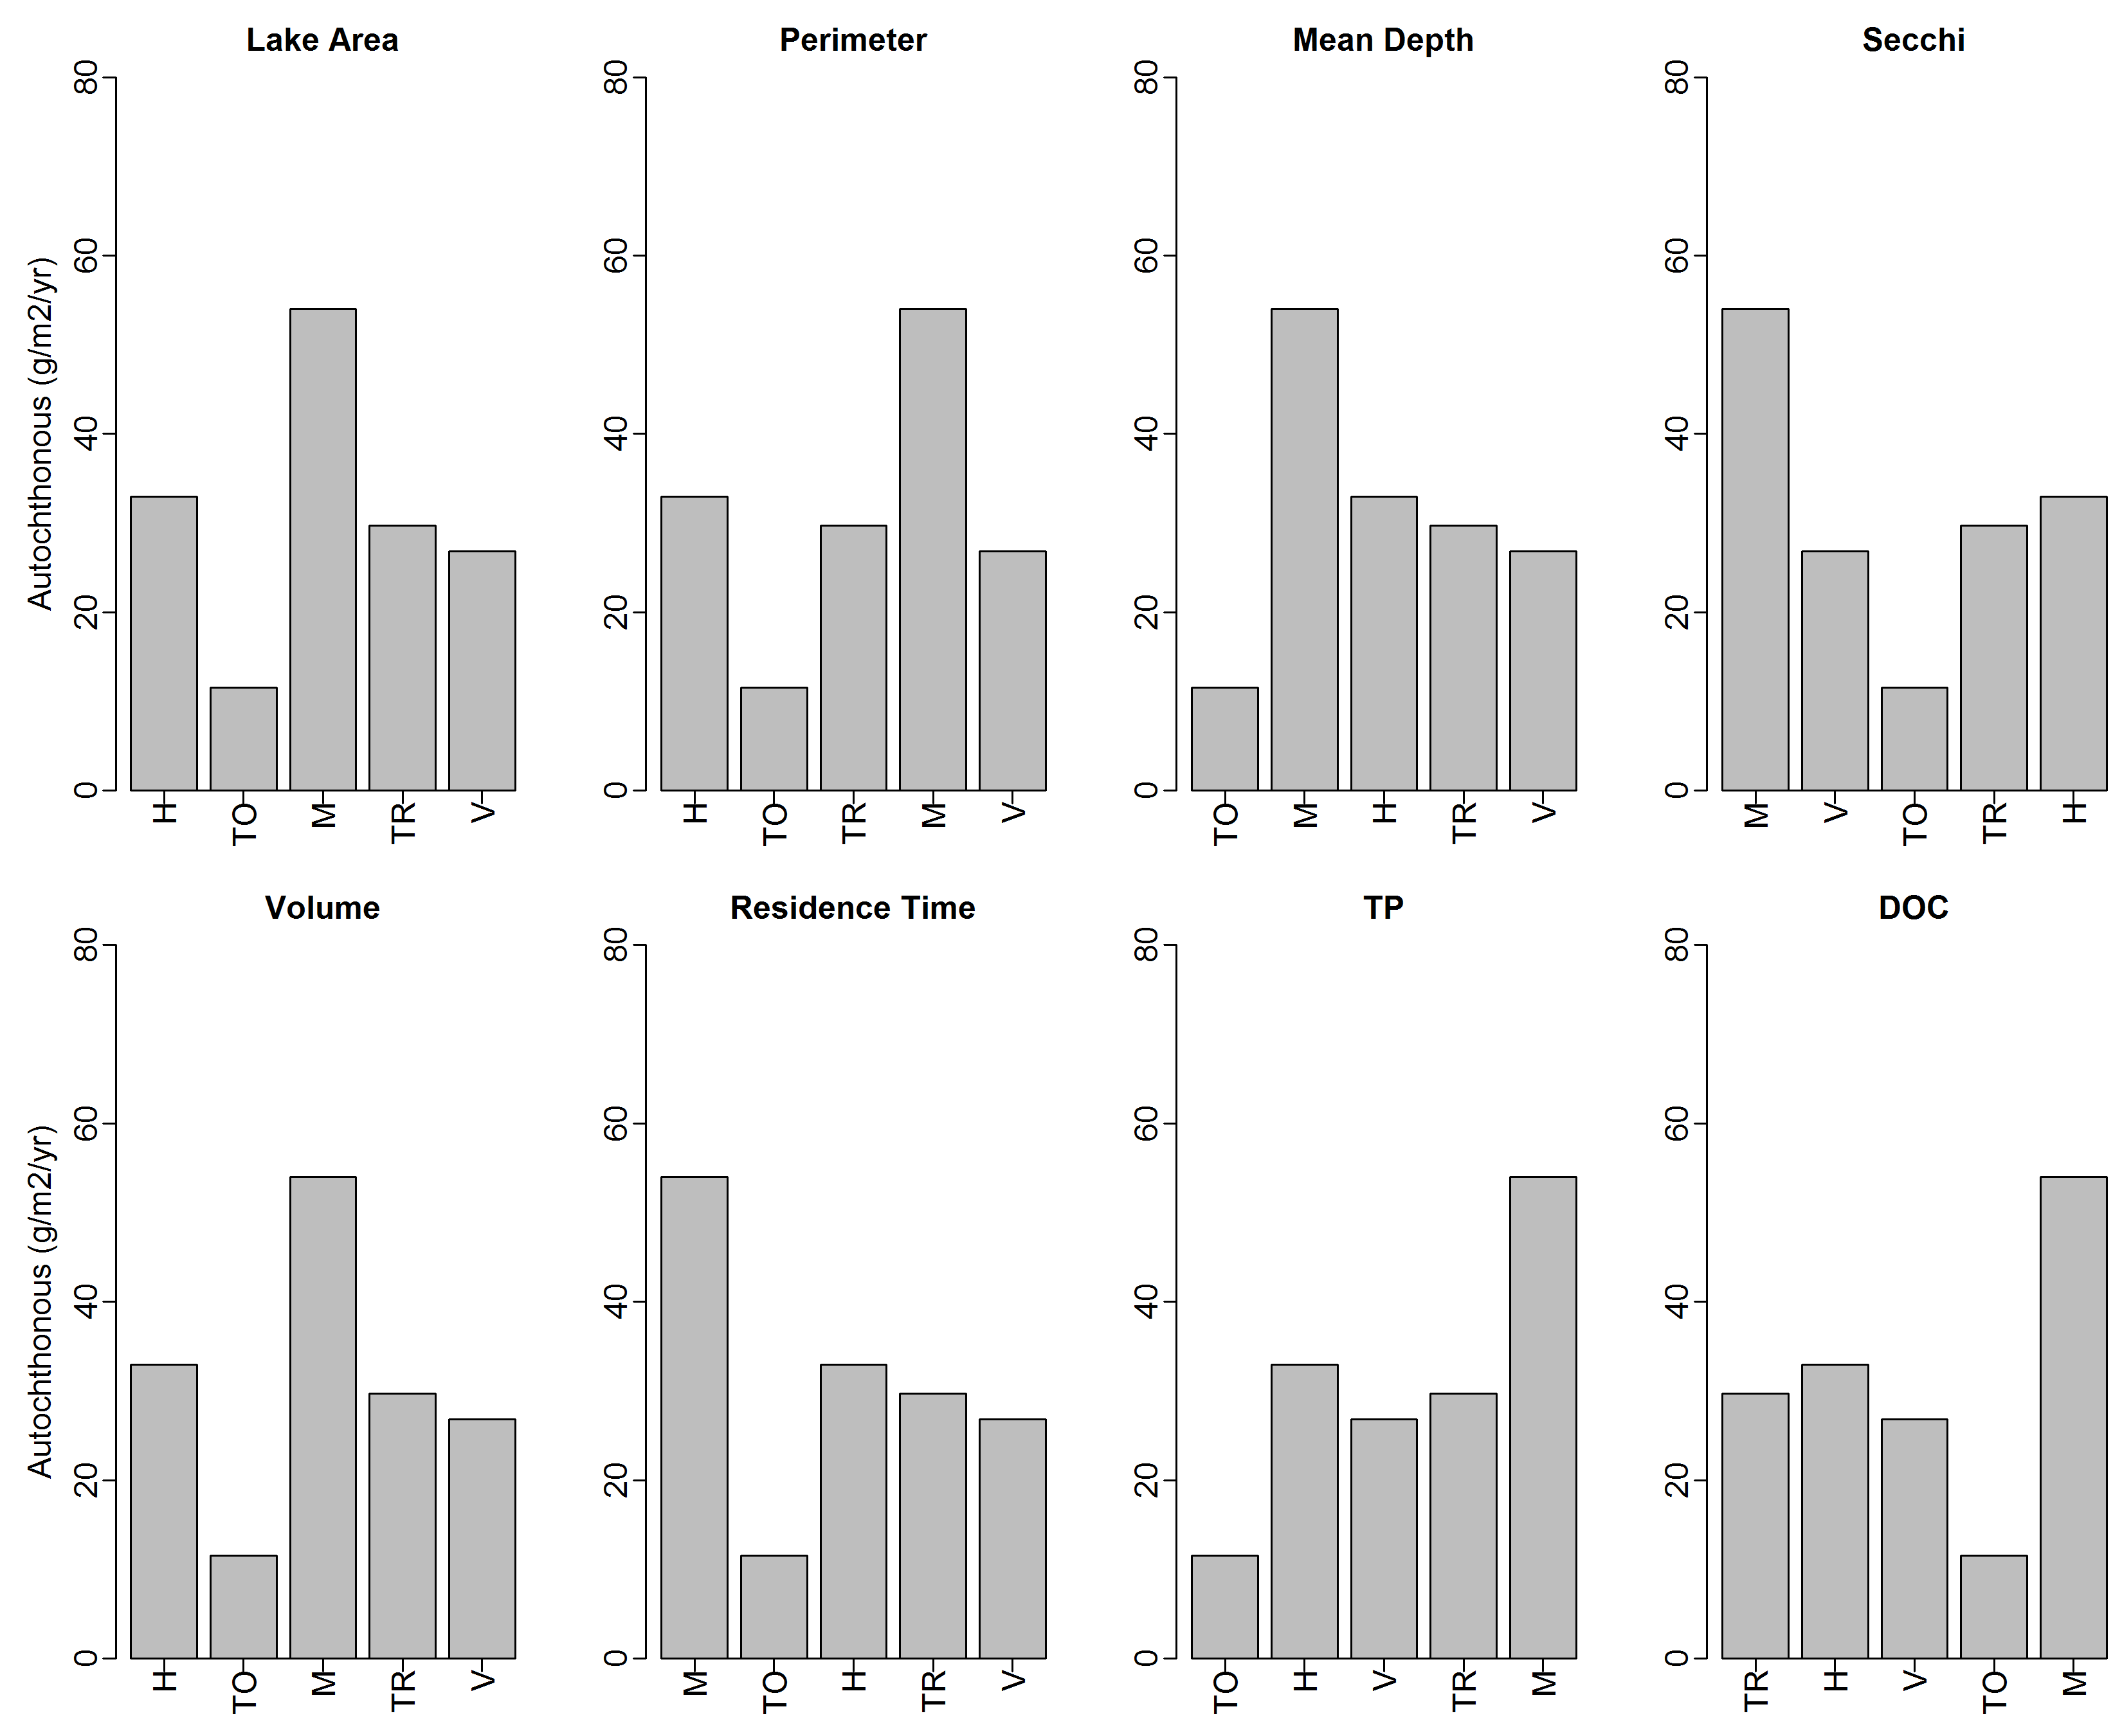 Lake Area
Perimeter
Mean Depth
Secchi
Autochthonous (g/m2/yr)
0 20 40 60 80
H TO M TR V
0 20 40 60 80
H TO TR M V
0 20 40 60 80
TO M H TR V
0 20 40 60 80
M V TO TR H
Volume
Residence Time
TP
DOC
Autochthonous (g/m2/yr)
0 20 40 60 80
H TO M TR V
0 20 40 60 80
M TO H TR V
0 20 40 60 80
TO H V TR M
0 20 40 60 80
TR H V TO M